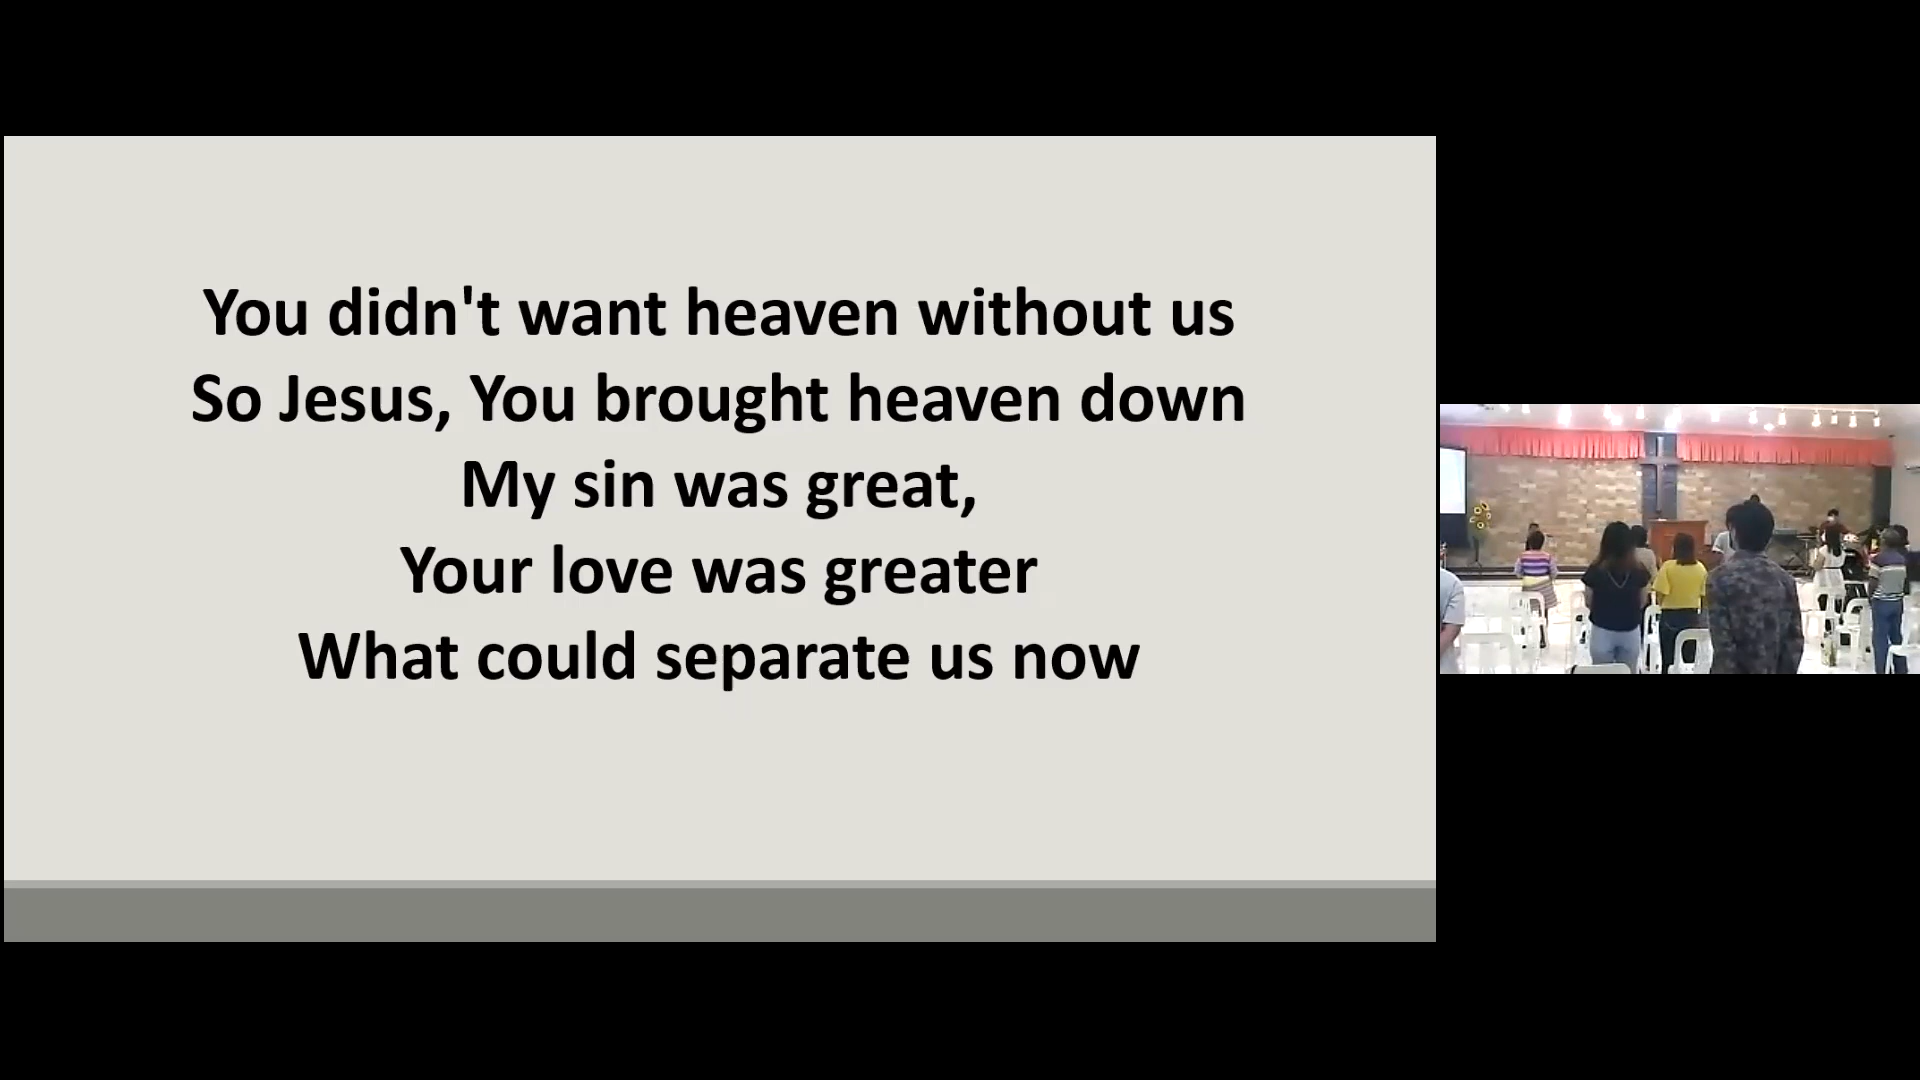 You didn't want heaven without us
So Jesus, You brought heaven down
My sin was great,
Your love was greater
What could separate us now